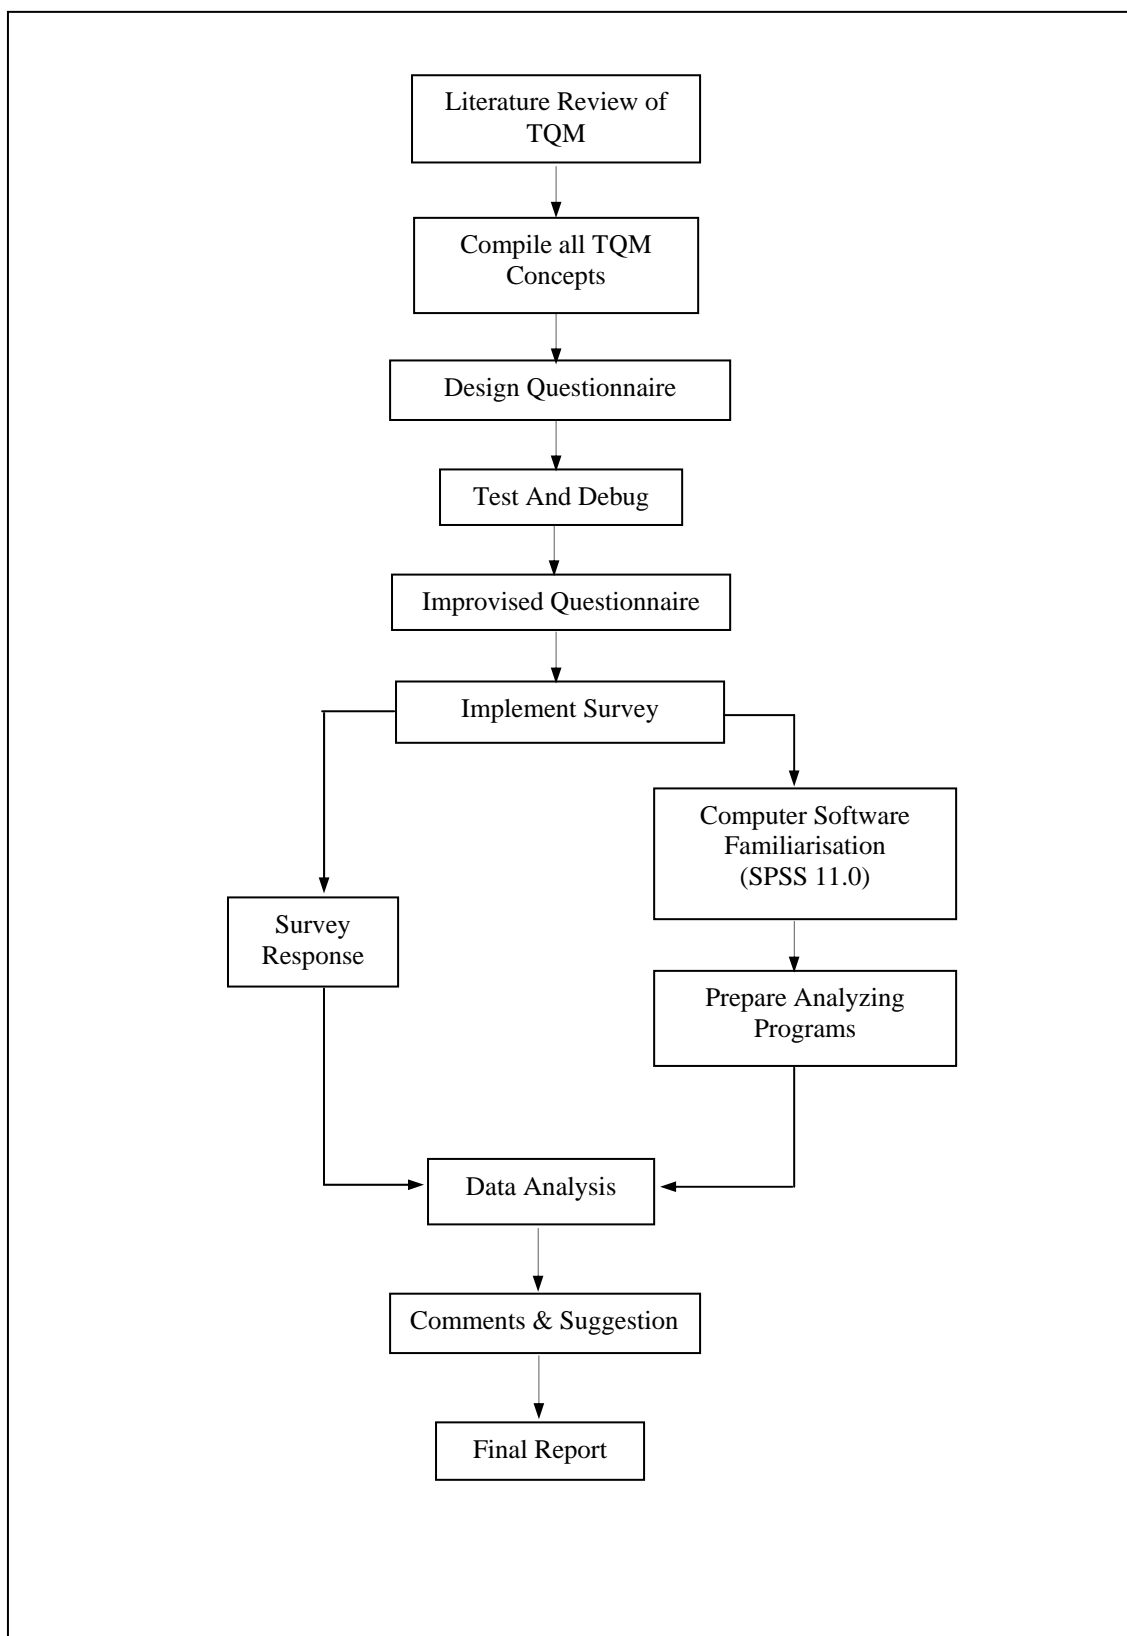 Literature Review of
TQM
Compile all TQM
Concepts
Design Questionnaire
Test And Debug
Improvised Questionnaire
Implement Survey
Computer Software
Familiarisation
(SPSS 11.0)
Survey
Response
Prepare Analyzing
Programs
Data Analysis
Comments & Suggestion
Final Report